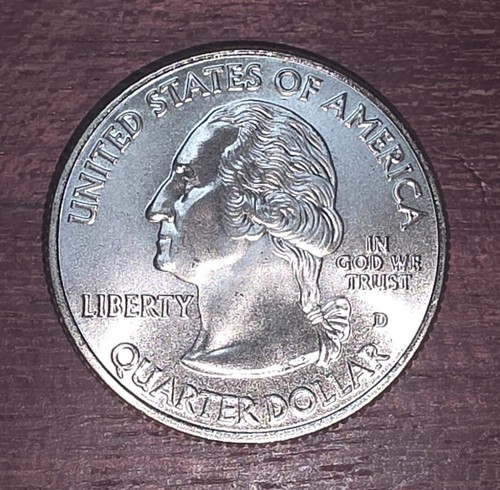 UNITED STATES OF AMERICA
LIBERTY
IN
GOD WE
TRUST
D
QUARTER DOLLAR